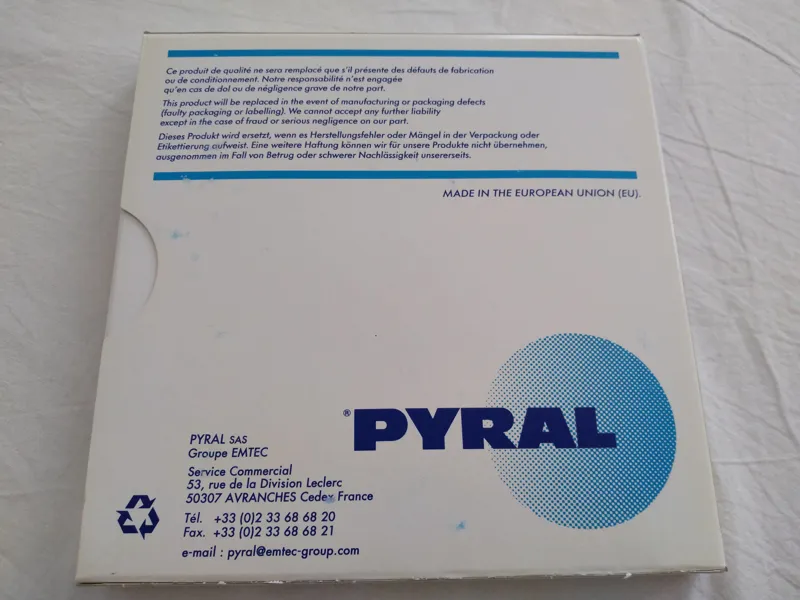 Ce produit de qualité ne sera remplacé que s'il présente des défauts de fabrication
ou de conditionnement. Notre responsabilité n'est engagée
qu'en cas de dol ou de négligence grave de notre part.
This product will be replaced in the event of manufacturing or packaging defects
(faulty packaging or labelling). We cannot accept any further liability
except in the case of fraud or serious negligence on our part.
Dieses Produkt wird ersetzt, wenn es Herstellungsfehler oder Mängel in der Verpackung oder
Etikettierung aufweist. Eine weitere Haftung können wir für unsere Produkte nicht übernehmen,
ausgenommen im Fall von Betrug oder schwerer Nachlässigkeit unsererseits.
MADE IN THE EUROPEAN UNION (EU).
® PYRAL
PYRAL SAS
Groupe EMTEC
Service Commercial
53, rue de la Division Leclerc
50307 AVRANCHES Cedex France
Tél. +33 (0)2 33 68 68 20
Fax. +33 (0)2 33 68 68 21
e-mail : pyral@emtec-group.com